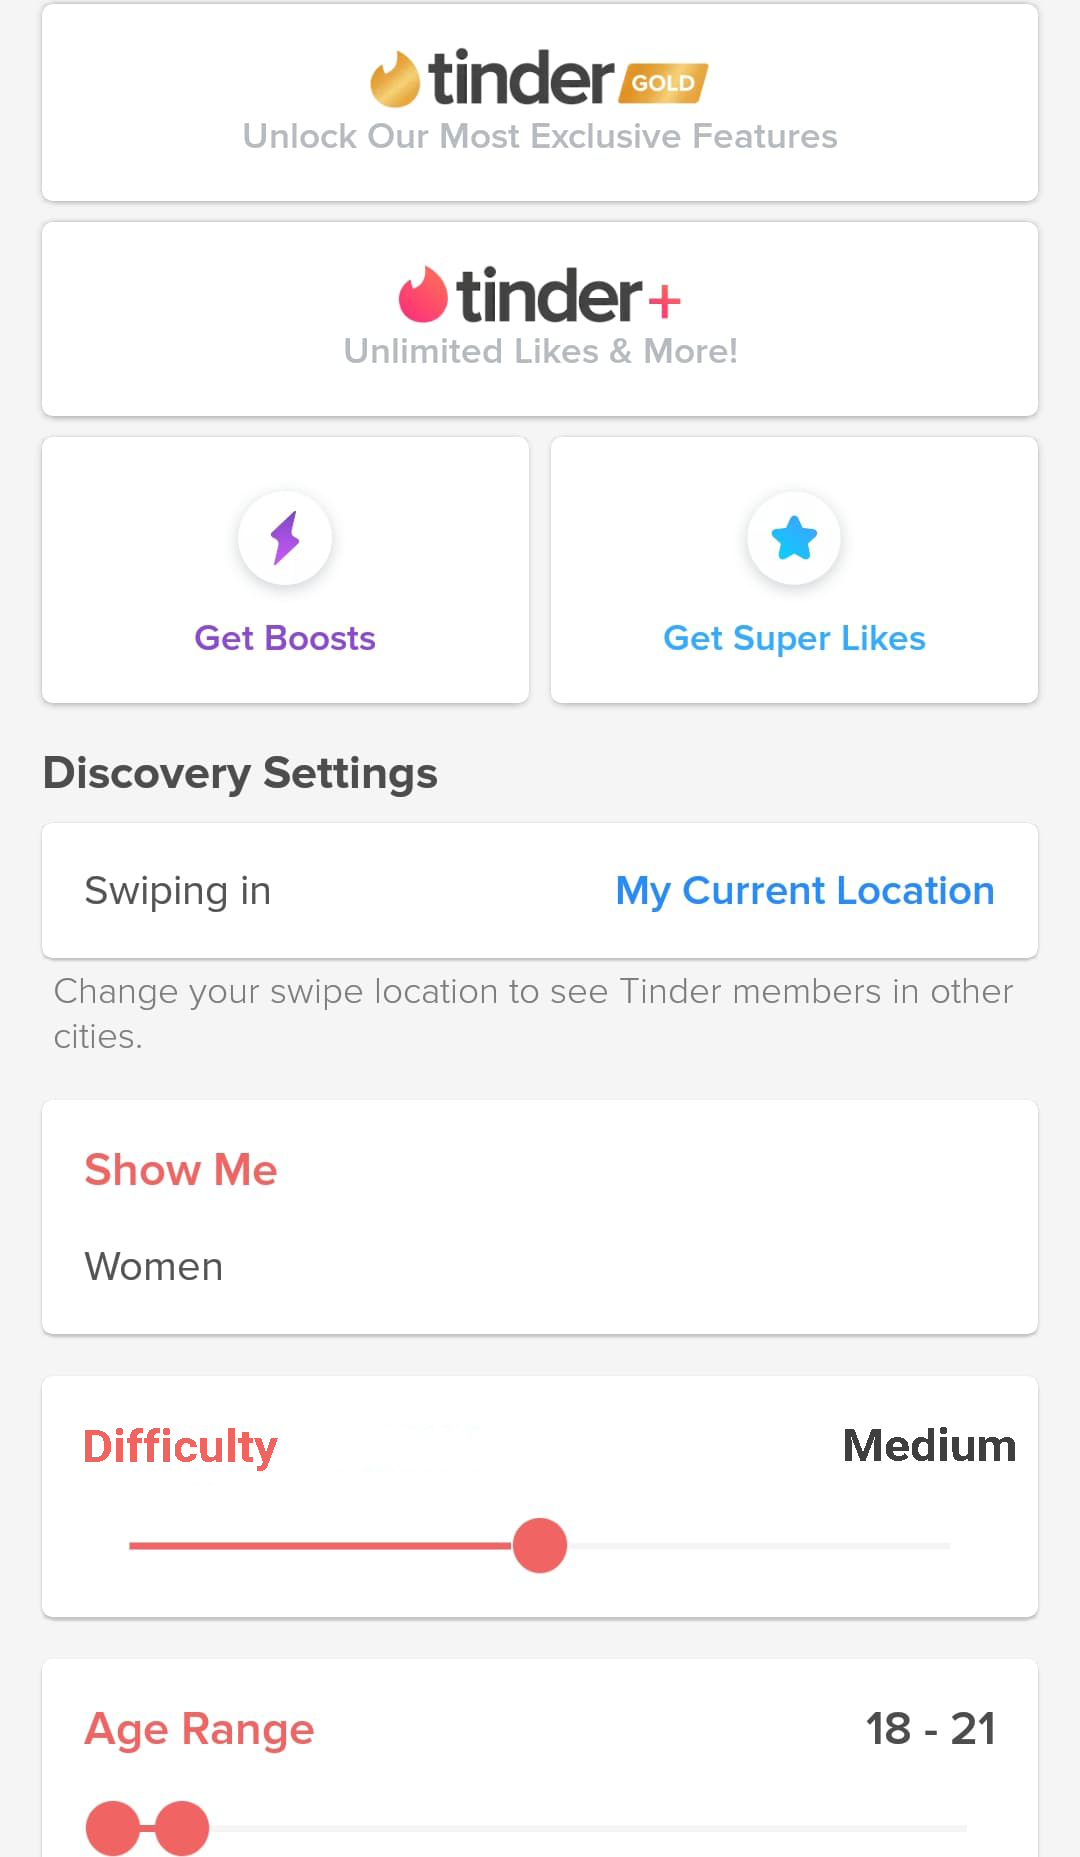 tinder GOLD
Unlock Our Most Exclusive Features
tinder+
Unlimited Likes & More!
Get Boosts
Get Super Likes
Discovery Settings
Swiping in My Current Location
Change your swipe location to see Tinder members in other
cities.
Show Me
Women
Difficulty Medium
Age Range 18 - 21